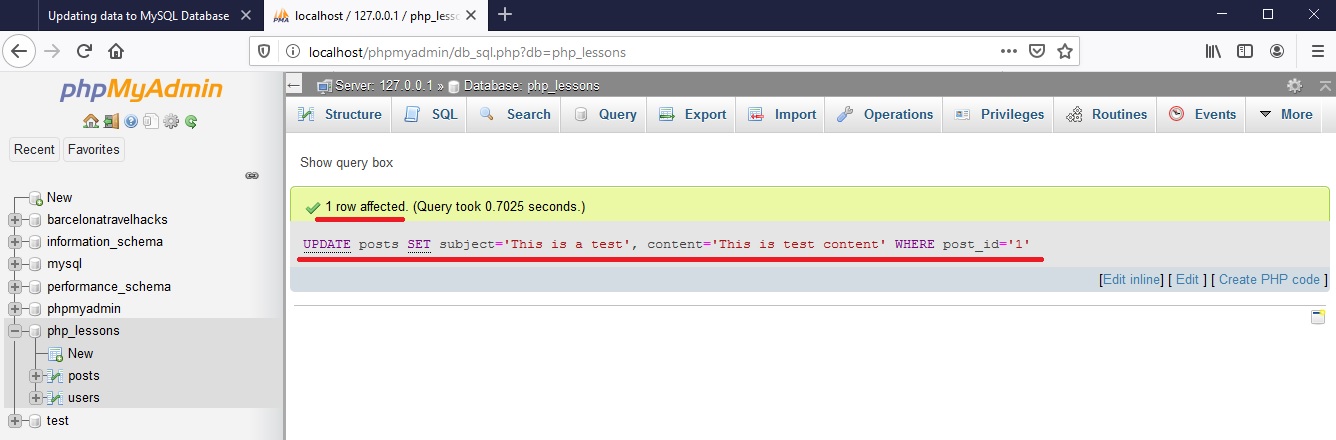 Updating data to MySQL Database
localhost / 127.0.0.1 / php_lesso
localhost/phpmyadmin/db_sql.php?db=php_lessons
phpMyAdmin
Recent Favorites
New
barcelonatravelhacks
information_schema
mysql
performance_schema
phpmyadmin
php_lessons
New
posts
users
test
Server: 127.0.0.1 » Database: php_lessons
Structure SQL Search Query Export Import Operations Privileges Routines Events More
Show query box
1 row affected. (Query took 0.7025 seconds.)
UPDATE posts SET subject='This is a test', content='This is test content' WHERE post_id='1'
[Edit inline] [ Edit ] [ Create PHP code ]